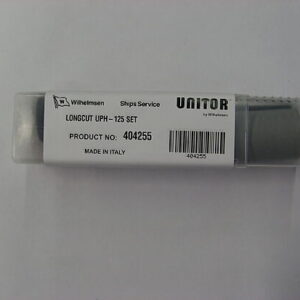 Wilhelmsen Ships Service UNITOR
by Wilhelmsen
LONGCUT UPH-125 SET
PRODUCT NO: 404255
MADE IN ITALY
404255